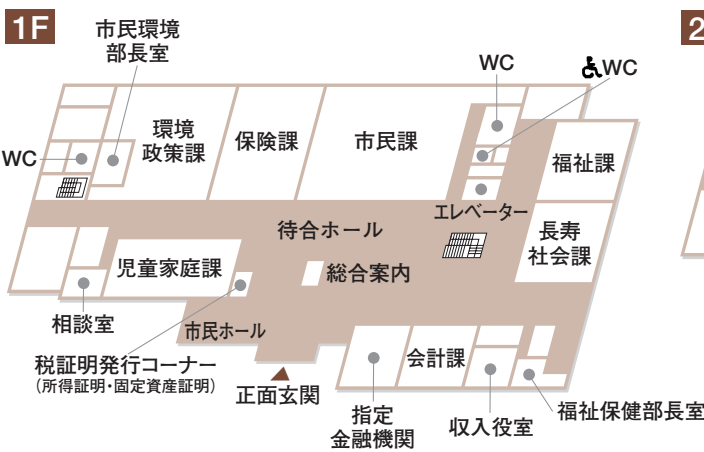 1F
市民環境
部長室
WC
WC
環境
政策課
保険課
市民課
福祉課
WC
エレベーター
待合ホール
長寿
社会課
児童家庭課
総合案内
相談室
市民ホール
税証明発行コーナー
（所得証明・固定資産証明）
正面玄関
会計課
指定
金融機関
収入役室
福祉保健部長室
2